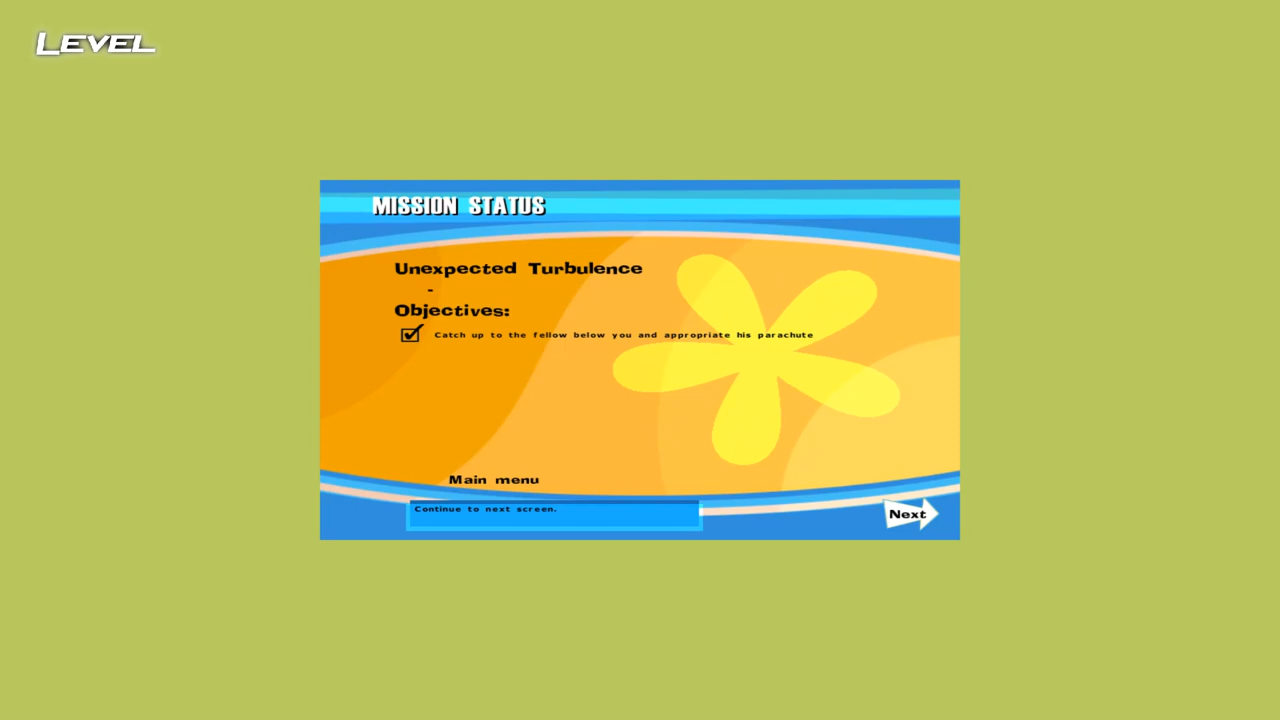 LEVEL
MISSION STATUS
Unexpected Turbulence
-
Objectives:
Catch up to the fellow below you and appropriate his parachute
Main menu
Continue to next screen.
Next